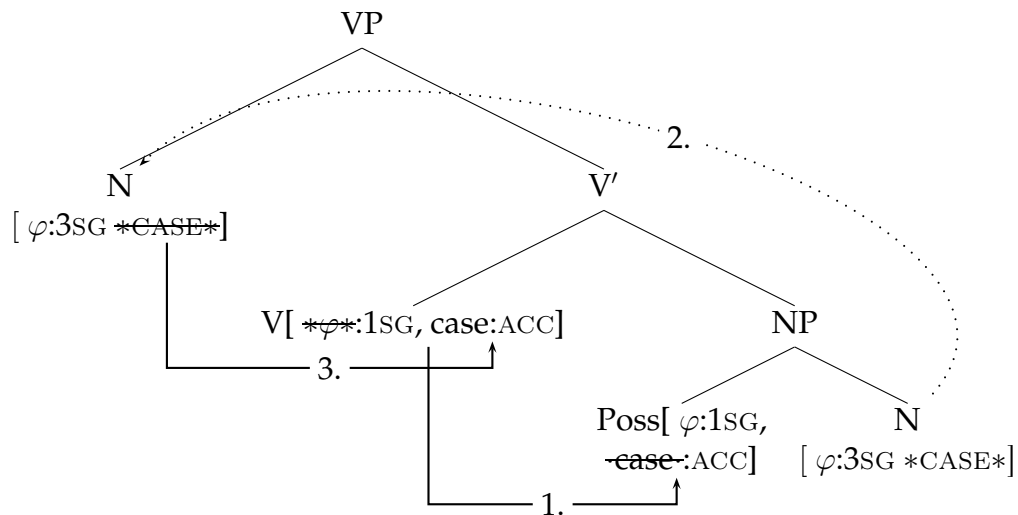 VP
2.
N
V′
[ φ:3SG *CASE*]
V[ *φ*:1SG, case:ACC]
NP
3.
Poss[ φ:1SG,
N
case :ACC]
[ φ:3SG *CASE*]
1.